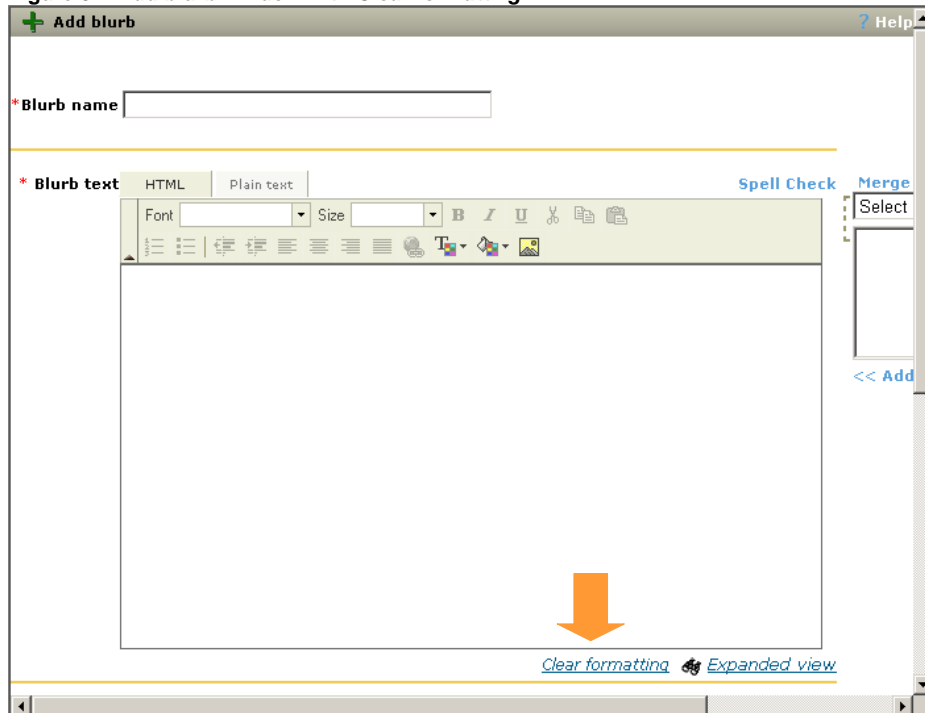 Add blurb ? Help
*Blurb name
* Blurb text HTML Plain text Spell Check Merge
Font Size B I U Select
<< Add
Clear formatting Expanded view